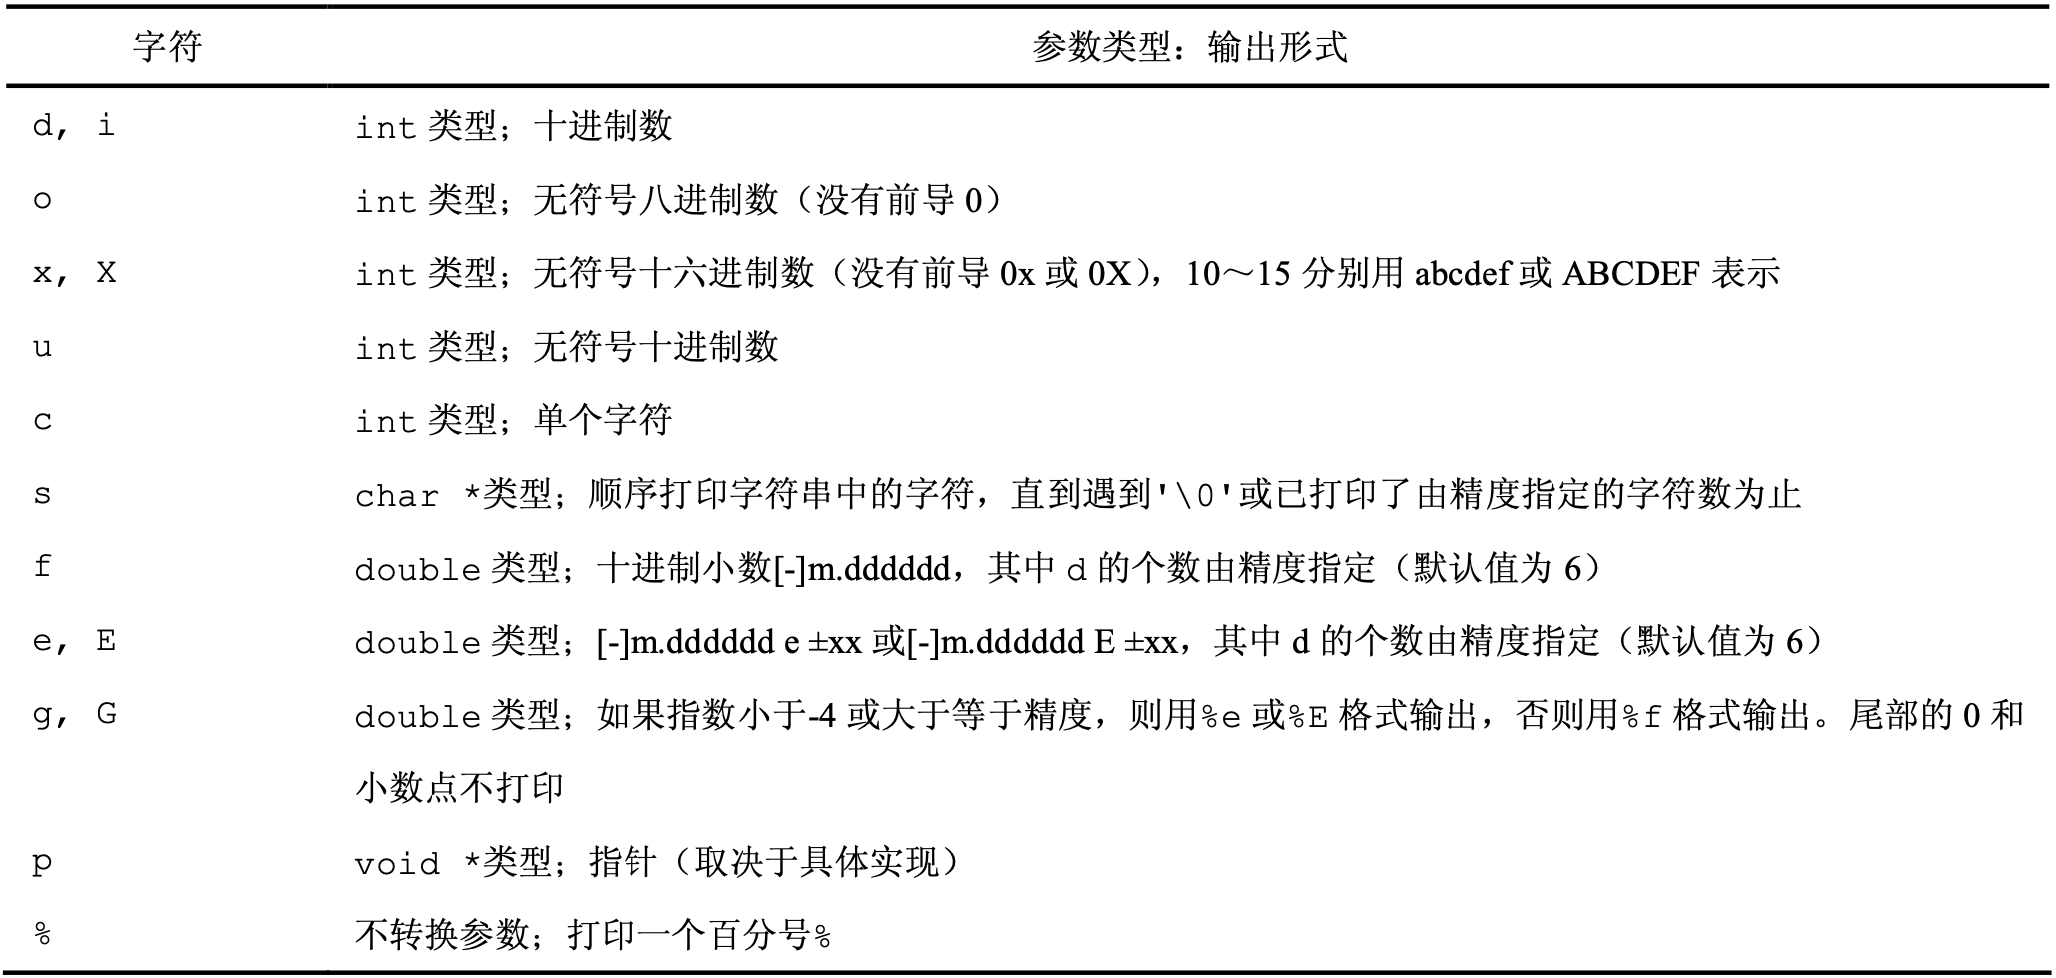 字符 参数类型：输出形式
d, i int 类型；十进制数
o int 类型；无符号八进制数（没有前导 0）
x, X int 类型；无符号十六进制数（没有前导 0x 或 0X），10～15 分别用 abcdef 或 ABCDEF 表示
u int 类型；无符号十进制数
c int 类型；单个字符
s char *类型；顺序打印字符串中的字符，直到遇到'\0'或已打印了由精度指定的字符数为止
f double 类型；十进制小数[-]m.dddddd，其中 d 的个数由精度指定（默认值为 6）
e, E double 类型；[-]m.dddddd e ±xx 或[-]m.dddddd E ±xx，其中 d 的个数由精度指定（默认值为 6）
g, G double 类型；如果指数小于-4 或大于等于精度，则用%e 或%E 格式输出，否则用%f 格式输出。尾部的 0 和
小数点不打印
p void *类型；指针（取决于具体实现）
% 不转换参数；打印一个百分号%